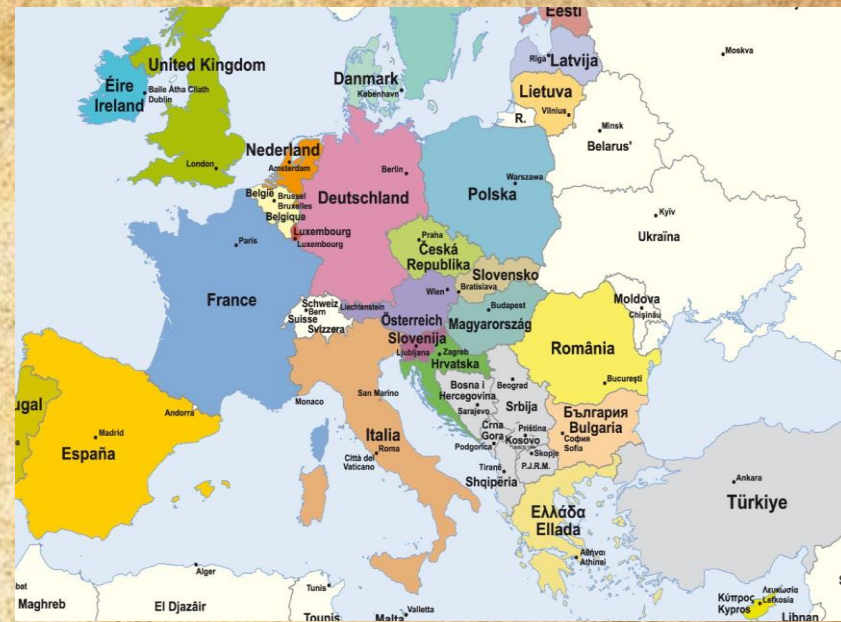 Eesti
Moskva
United Kingdom
Riga
Latvija
Danmark
København
Éire
Ireland
Baile Àtha Cliath
Dublin
Lietuva
Vilnius
R.
Minsk
Belarus'
Nederland
Amsterdam
London
Berlin
Warszawa
België
Brussel
Bruxelles
Belgique
Deutschland
Polska
Kyïv
Luxembourg
Luxembourg
Praha
Česká
Republika
Ukraïna
Paris
Slovensko
Bratislava
Wien
France
Schweiz
Bern
Suisse
Svizzera
Liechtenstein
Österreich
Budapest
Magyarország
Moldova
Chişinău
Slovenija
Ljubljana
Zagreb
Hrvatska
România
Bucureşti
Bosna i
Hercegovina
Sarajevo
Beograd
Srbija
San Marino
Monaco
Andorra
ugal
Madrid
España
Italia
Roma
Città del
Vaticano
Crna
Gora
Podgorica
Priština
Kosovo
Skopje
P.J.R.M.
България
Bulgaria
София
Sofia
Tiranë
Shqipëria
Ankara
Türkiye
Ελλάδα
Ellada
Αθήναι
Athinai
Alger
Tunis
Maghreb
El Djazâir
Tounis
Valletta
Malta
Κύπρος
Kypros
Λευκωσία
Lefkosia
Libnan